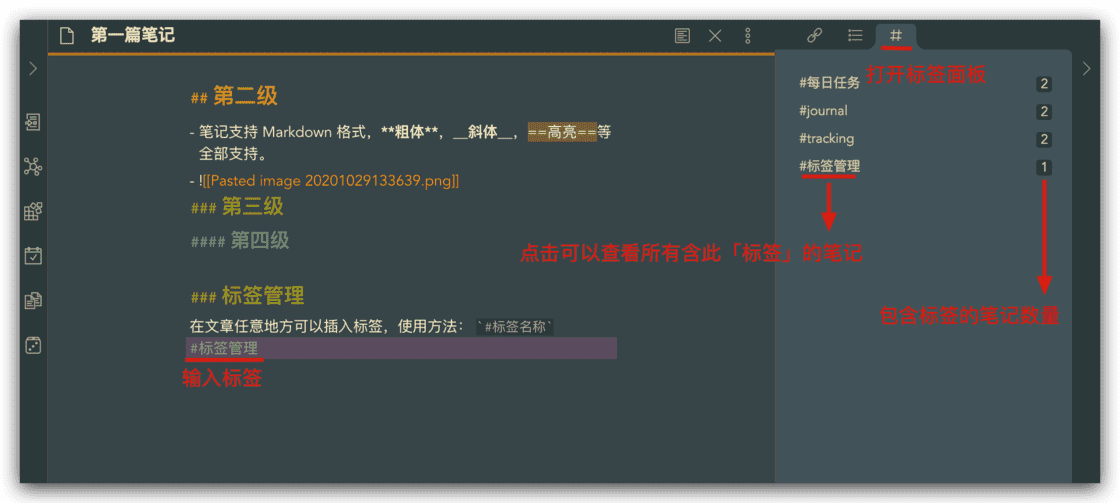 第一篇笔记
#每日任务 2
#journal 2
#tracking 2
#标签管理 1
打开标签面板
点击可以查看所有含此「标签」的笔记
包含标签的笔记数量
## 第二级
- 笔记支持 Markdown 格式，**粗体**，__斜体__，==高亮==等
全部支持。
- ![[Pasted image 20201029133639.png]]
### 第三级
#### 第四级
### 标签管理
在文章任意地方可以插入标签，使用方法： `#标签名称`
#标签管理
输入标签